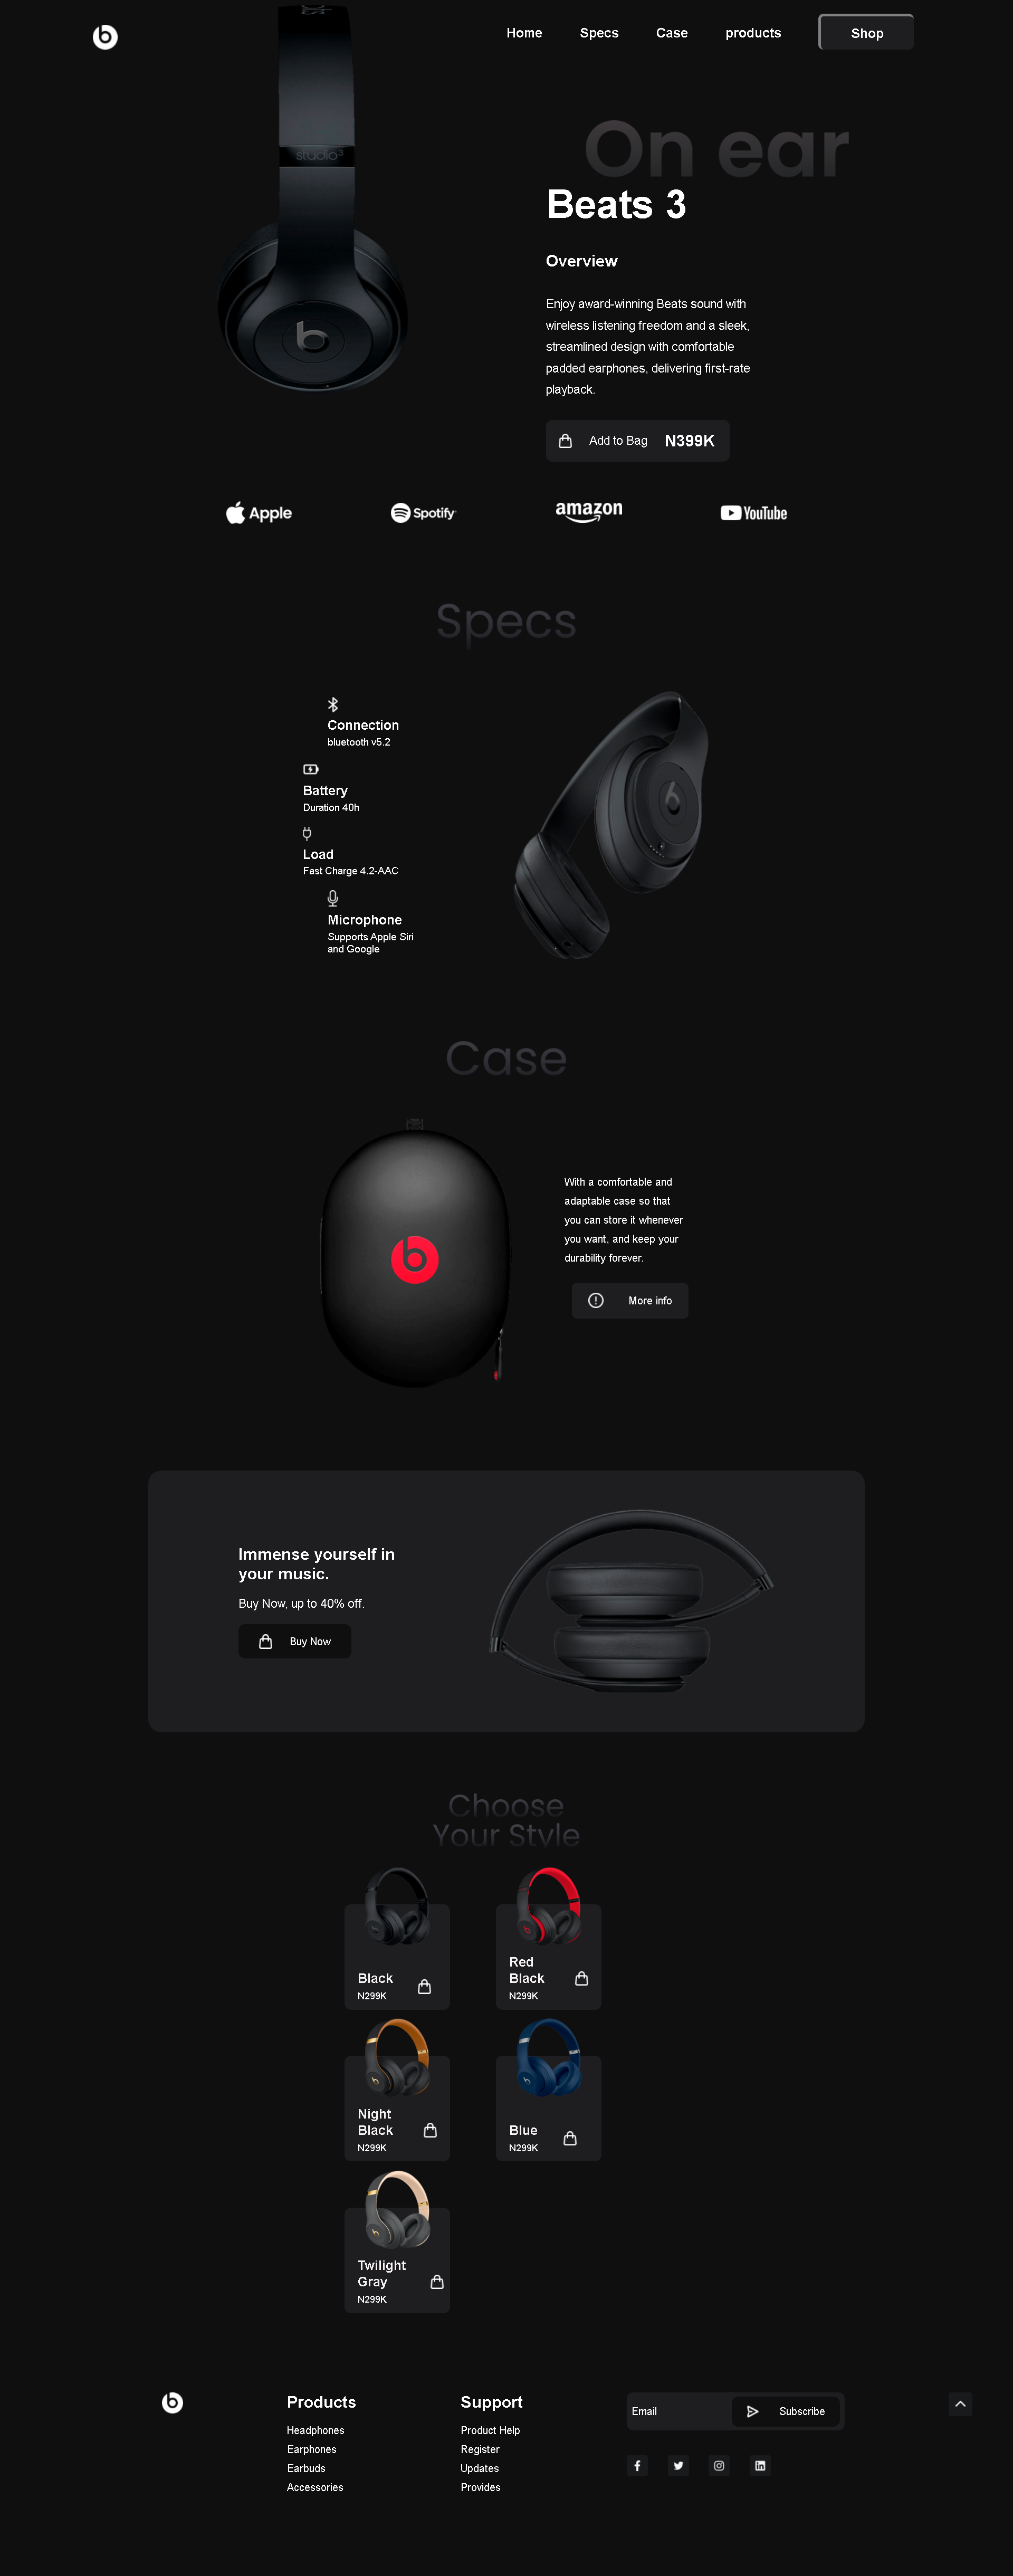 Home Specs Case products Shop
studio³
On ear
Beats 3
Overview
Enjoy award-winning Beats sound with
wireless listening freedom and a sleek,
streamlined design with comfortable
padded earphones, delivering first-rate
playback.
Add to Bag N399K
Apple Spotify amazon YouTube
Specs
Connection
bluetooth v5.2
Battery
Duration 40h
Load
Fast Charge 4.2-AAC
Microphone
Supports Apple Siri
and Google
Case
With a comfortable and
adaptable case so that
you can store it whenever
you want, and keep your
durability forever.
More info
Immense yourself in
your music.
Buy Now, up to 40% off.
Buy Now
Choose
Your Style
Black
N299K
Red
Black
N299K
Night
Black
N299K
Blue
N299K
Twilight
Gray
N299K
Products
Headphones
Earphones
Earbuds
Accessories
Support
Product Help
Register
Updates
Provides
Email Subscribe